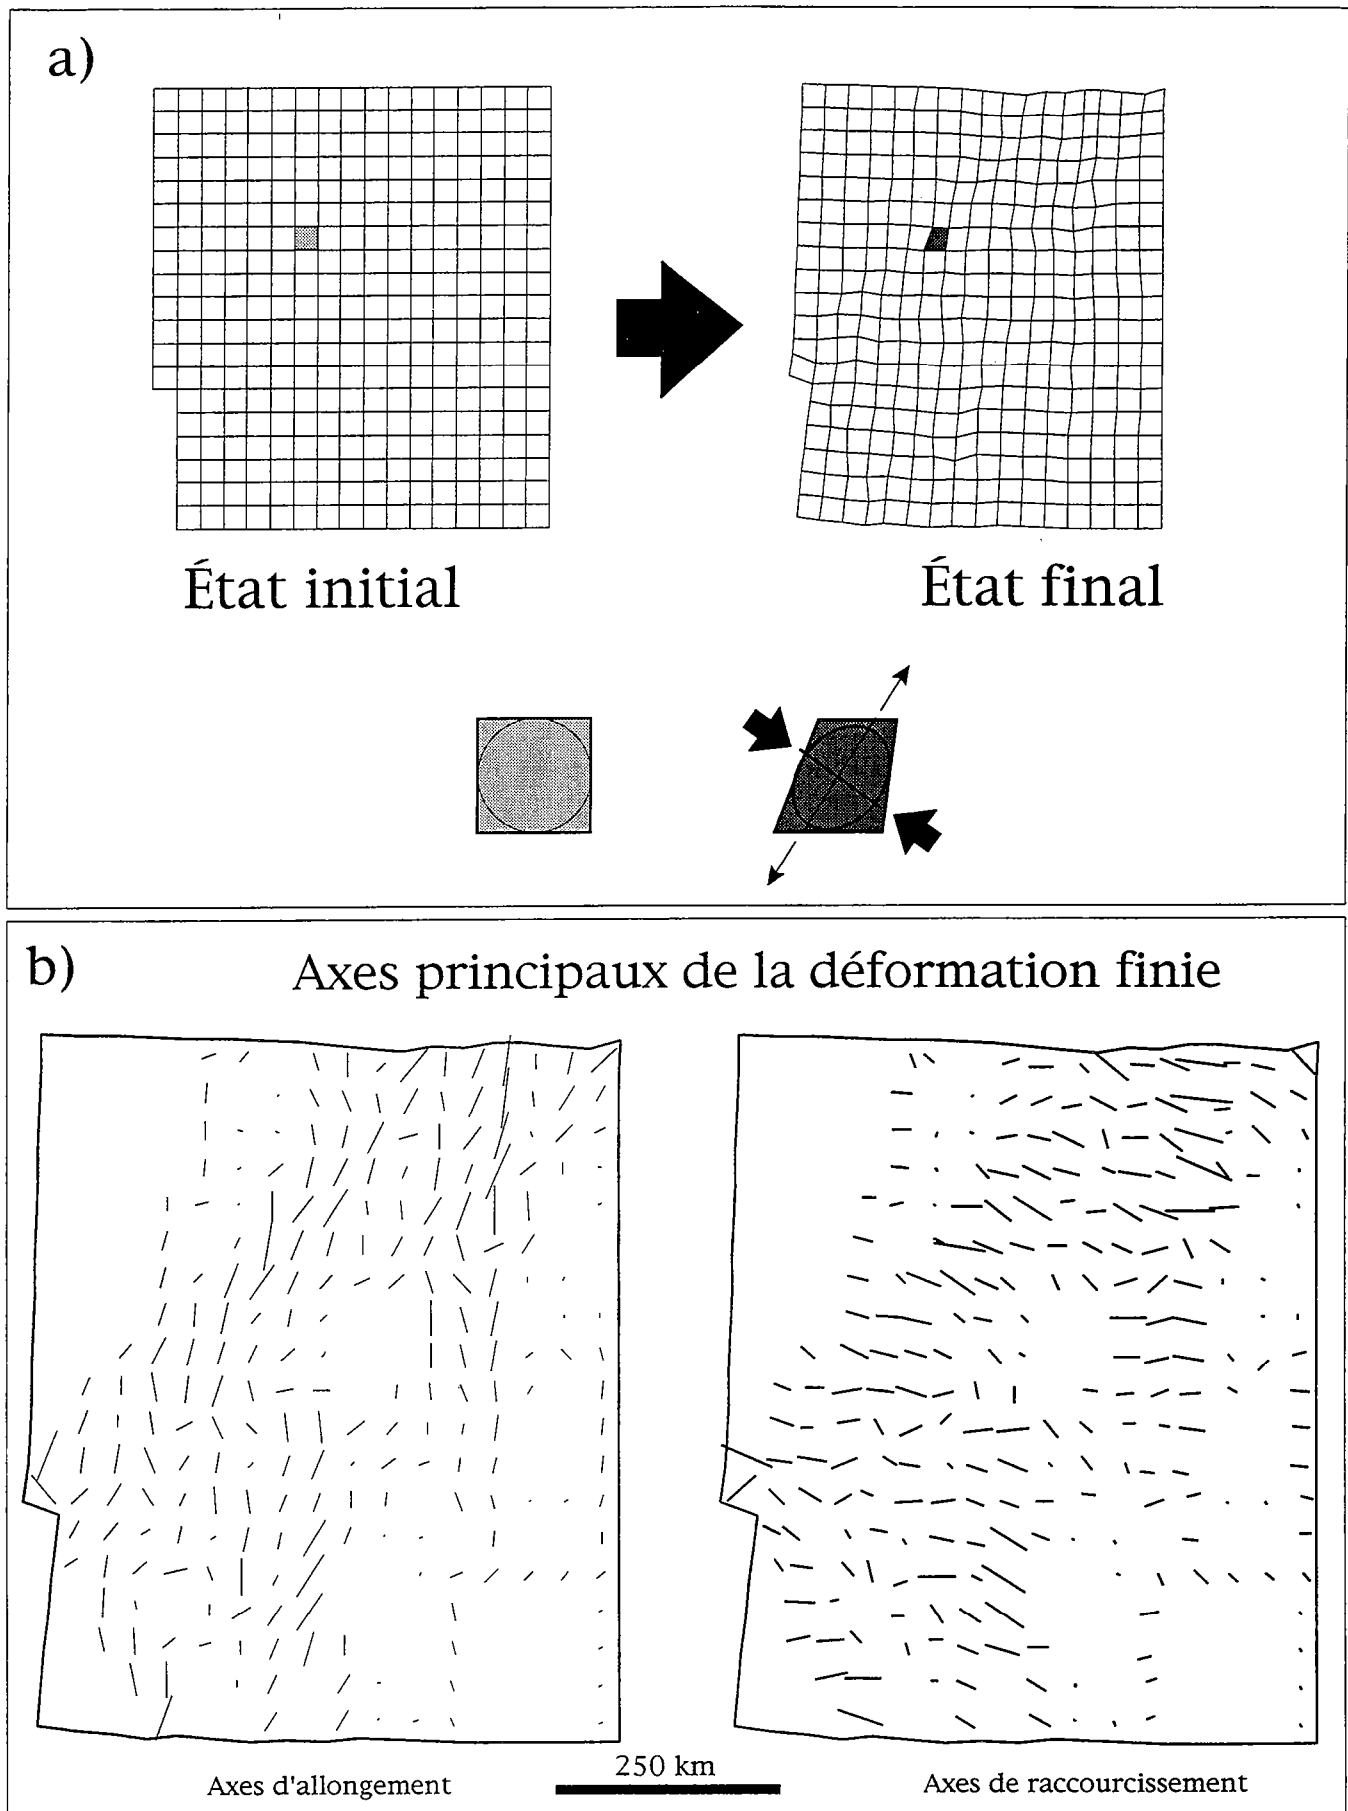 a)
État initial
État final
b)
Axes principaux de la déformation finie
250 km
Axes d'allongement
Axes de raccourcissement